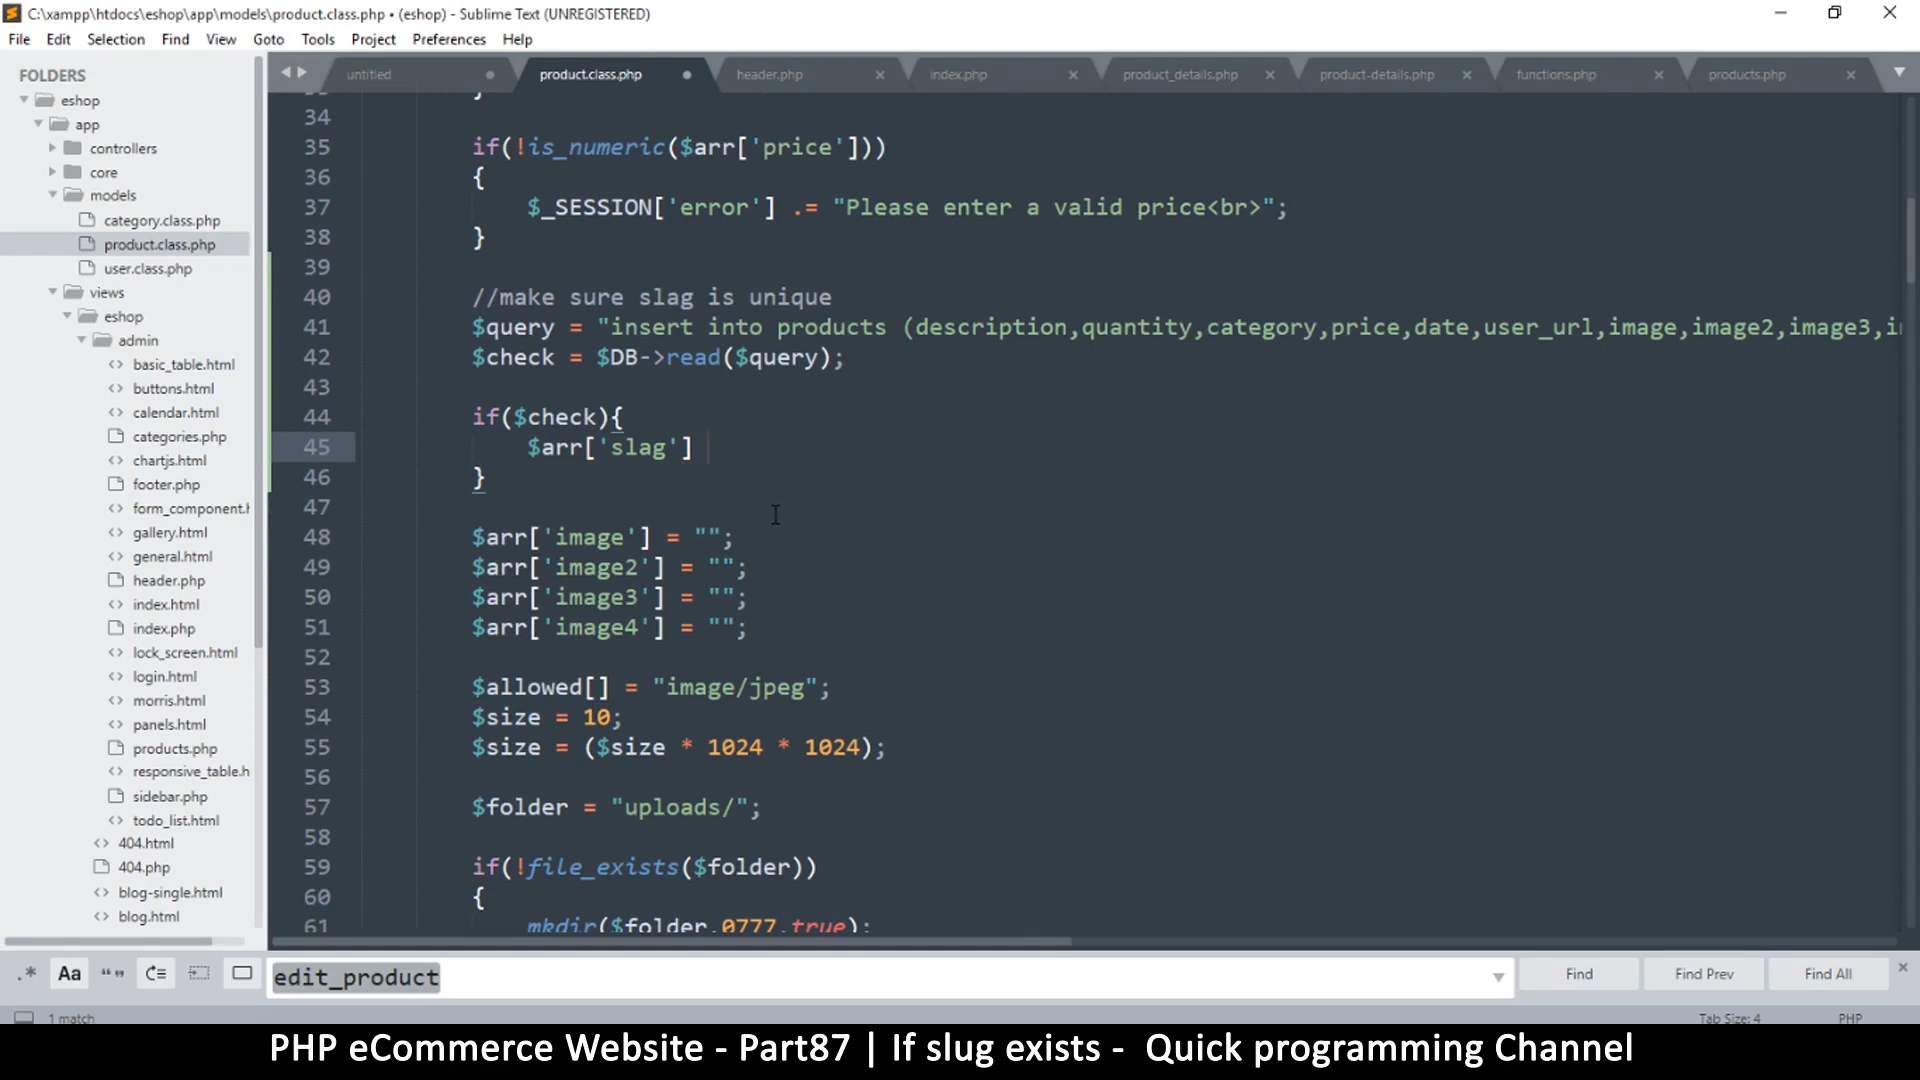 C:\xampp\htdocs\eshop\app\models\product.class.php • (eshop) - Sublime Text (UNREGISTERED)
File Edit Selection Find View Goto Tools Project Preferences Help
untitled product.class.php header.php index.php product_details.php product-details.php functions.php products.php
FOLDERS
eshop
app
controllers
core
models
category.class.php
product.class.php
user.class.php
views
eshop
admin
basic_table.html
buttons.html
calendar.html
categories.php
chartjs.html
footer.php
form_component.h
gallery.html
general.html
header.php
index.html
index.php
lock_screen.html
login.html
morris.html
panels.html
products.php
responsive_table.h
sidebar.php
todo_list.html
404.html
404.php
blog-single.html
blog.html
34
35 if(!is_numeric($arr['price']))
36 {
37 $_SESSION['error'] .= "Please enter a valid price<br>";
38 }
39
40 //make sure slag is unique
41 $query = "insert into products (description,quantity,category,price,date,user_url,image,image2,image3,i
42 $check = $DB->read($query);
43
44 if($check){
45 $arr['slag']
46 }
47
48 $arr['image'] = "";
49 $arr['image2'] = "";
50 $arr['image3'] = "";
51 $arr['image4'] = "";
52
53 $allowed[] = "image/jpeg";
54 $size = 10;
55 $size = ($size * 1024 * 1024);
56
57 $folder = "uploads/";
58
59 if(!file_exists($folder))
60 {
61 mkdir($folder,0777,true);
.* Aa “” edit_product Find Find Prev Find All
1 match Tab Size: 4 PHP
PHP eCommerce Website - Part87 | If slug exists - Quick programming Channel